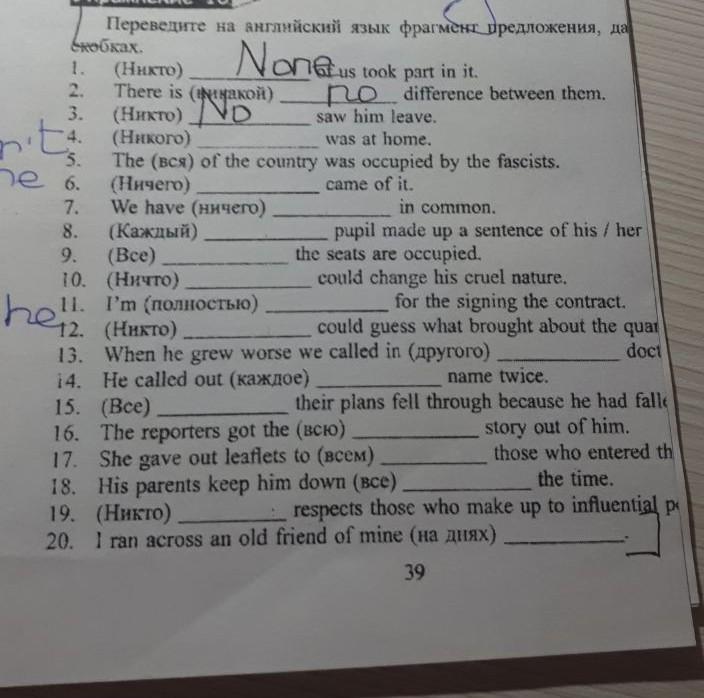 Переведите на английский язык фрагмент предложения, да
скобках.
1. (Никто) None of us took part in it.
2. There is (никакой) no difference between them.
3. (Никто) No saw him leave.
4. (Никого) was at home.
5. The (вся) of the country was occupied by the fascists.
6. (Ничего) came of it.
7. We have (ничего) in common.
8. (Каждый) pupil made up a sentence of his / her
9. (Все) the seats are occupied.
10. (Ничто) could change his cruel nature.
11. I'm (полностью) for the signing the contract.
12. (Никто) could guess what brought about the quar
13. When he grew worse we called in (другого) doct
14. He called out (каждое) name twice.
15. (Все) their plans fell through because he had falle
16. The reporters got the (всю) story out of him.
17. She gave out leaflets to (всем) those who entered th
18. His parents keep him down (все) the time.
19. (Никто) respects those who make up to influential pe
20. I ran across an old friend of mine (на днях) .
39